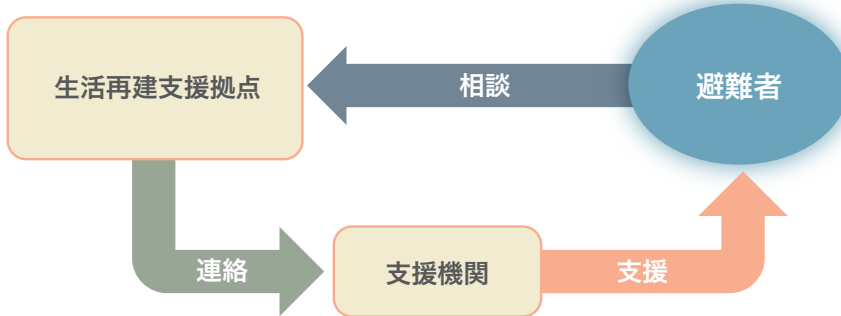 生活再建支援拠点
相談
避難者
連絡
支援機関
支援